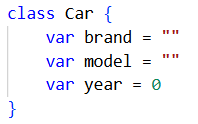 class Car {
    var brand = ""
    var model = ""
    var year = 0
}